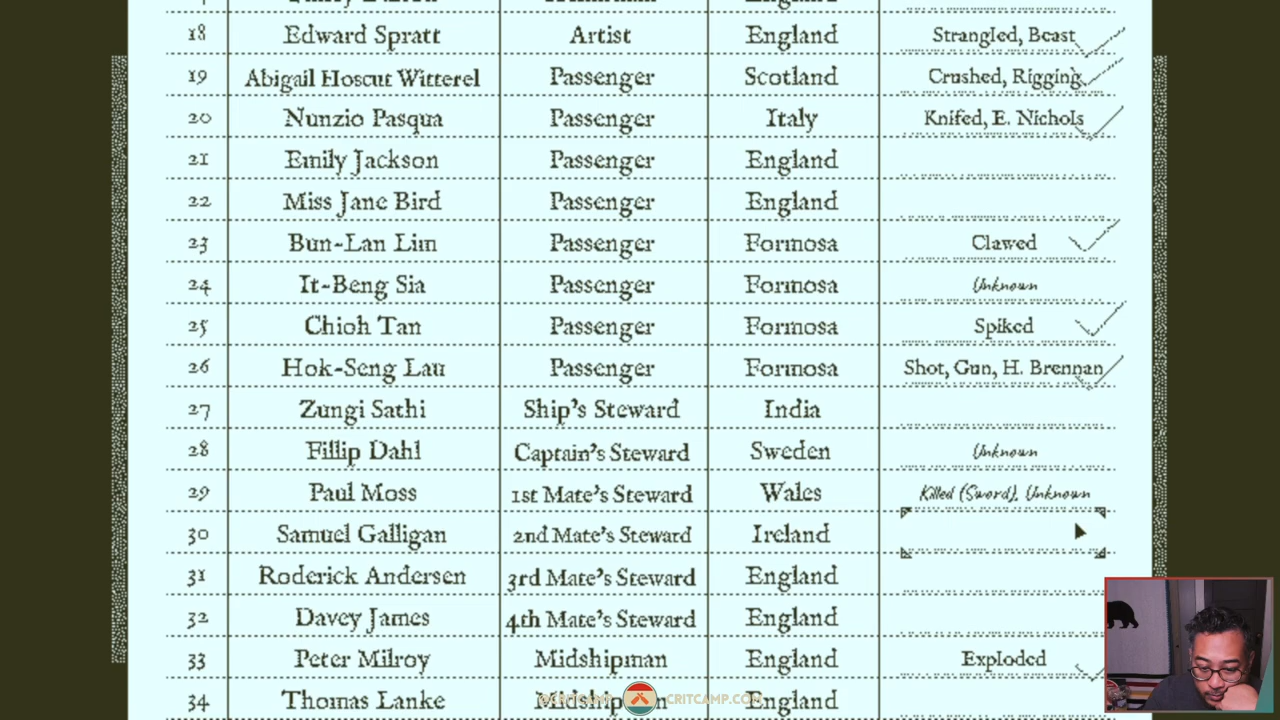 18 Edward Spratt Artist England Strangled, Beast
19 Abigail Hoscut Witterel Passenger Scotland Crushed, Rigging
20 Nunzio Pasqua Passenger Italy Knifed, E. Nichols
21 Emily Jackson Passenger England
22 Miss Jane Bird Passenger England
23 Bun-Lan Lim Passenger Formosa Clawed
24 It-Beng Sia Passenger Formosa Unknown
25 Chioh Tan Passenger Formosa Spiked
26 Hok-Seng Lau Passenger Formosa Shot, Gun, H. Brennan
27 Zungi Sathi Ship's Steward India
28 Fillip Dahl Captain's Steward Sweden Unknown
29 Paul Moss 1st Mate's Steward Wales Killed (Sword), Unknown
30 Samuel Galligan 2nd Mate's Steward Ireland
31 Roderick Andersen 3rd Mate's Steward England
32 Davey James 4th Mate's Steward England
33 Peter Milroy Midshipman England Exploded
34 Thomas Lanke England
CRITCAMP.COM